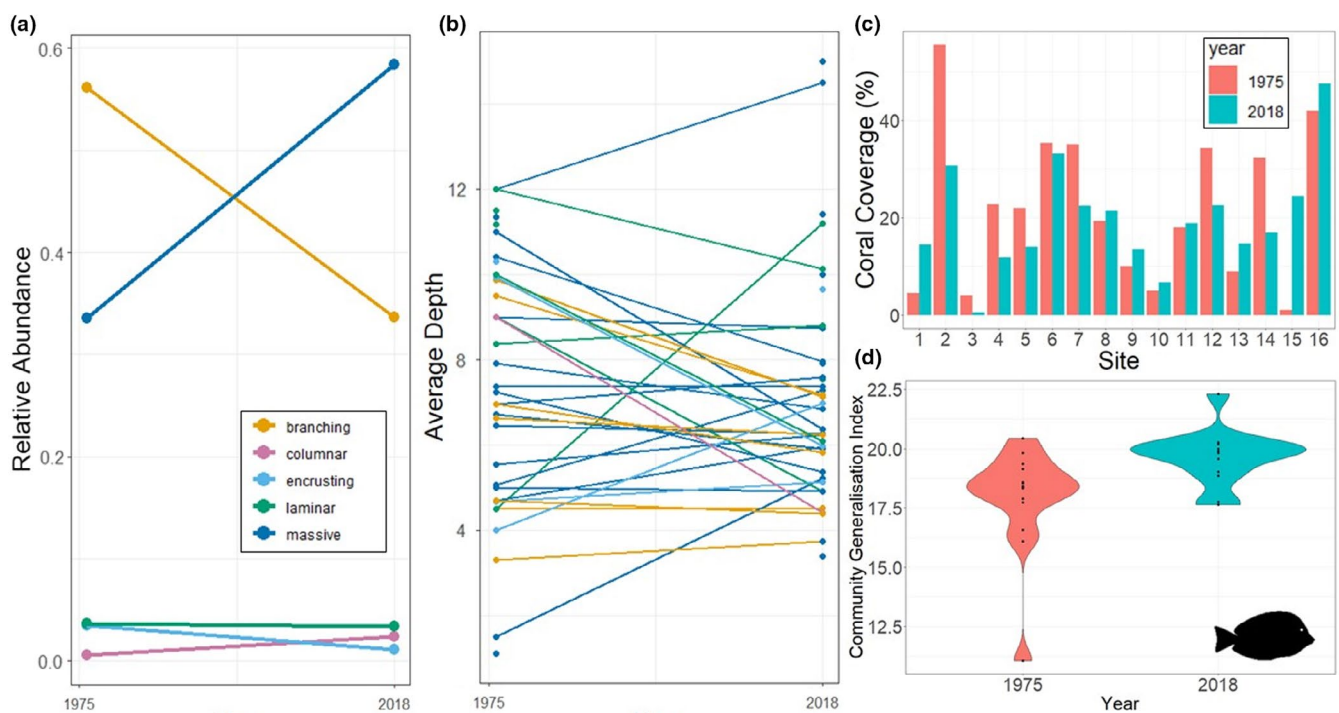 (a)
0.6
0.4
0.2
0.0
Relative Abundance
branching
columnar
encrusting
laminar
massive
1975
2018
(b)
12
8
4
Average Depth
1975
2018
(c)
Coral Coverage (%)
40
20
0
year
1975
2018
1 2 3 4 5 6 7 8 9 10 11 12 13 14 15 16
Site
(d)
Community Generalisation Index
22.5
20.0
17.5
15.0
12.5
1975
2018
Year